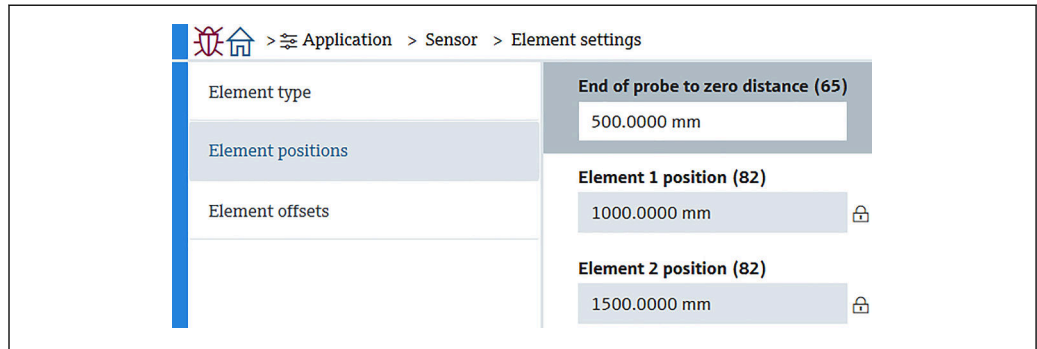 > Application > Sensor > Element settings
Element type
Element positions
Element offsets
End of probe to zero distance (65)
500.0000 mm
Element 1 position (82)
1000.0000 mm
Element 2 position (82)
1500.0000 mm